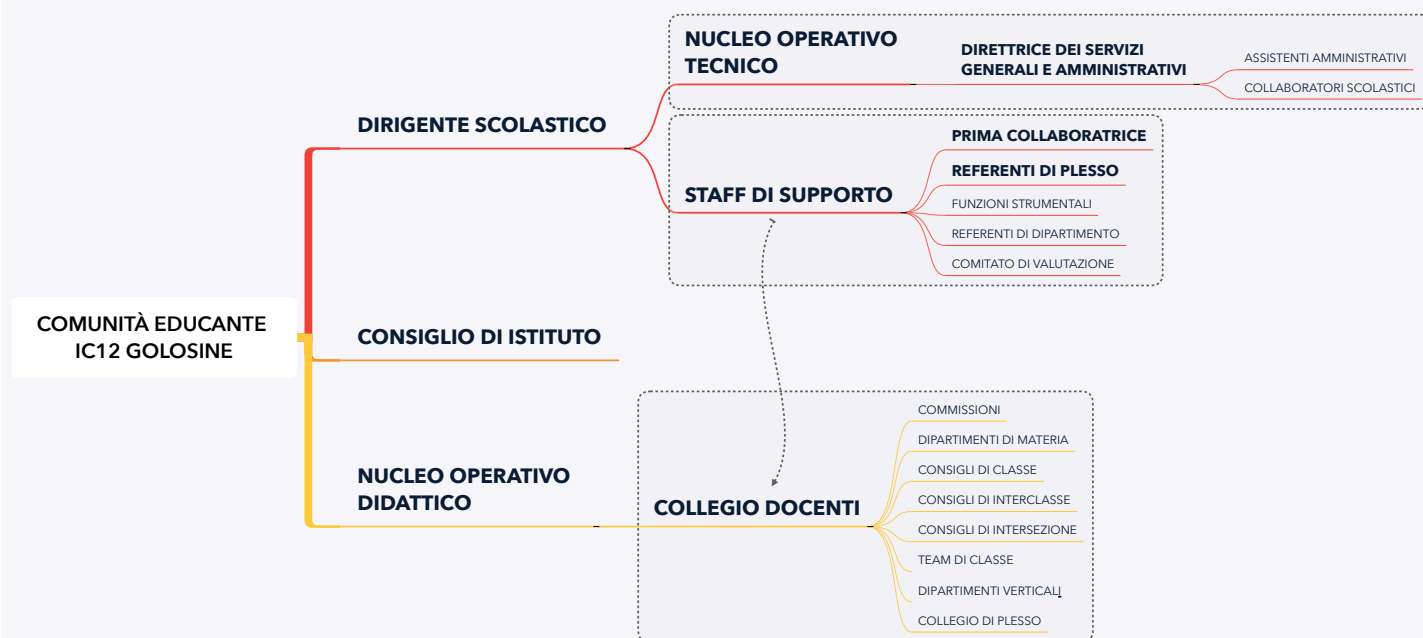 COMUNITÀ EDUCANTE
IC12 GOLOSINE
DIRIGENTE SCOLASTICO
NUCLEO OPERATIVO
TECNICO
DIRETTRICE DEI SERVIZI
GENERALI E AMMINISTRATIVI
ASSISTENTI AMMINISTRATIVI
COLLABORATORI SCOLASTICI
STAFF DI SUPPORTO
PRIMA COLLABORATRICE
REFERENTI DI PLESSO
FUNZIONI STRUMENTALI
REFERENTI DI DIPARTIMENTO
COMITATO DI VALUTAZIONE
CONSIGLIO DI ISTITUTO
NUCLEO OPERATIVO
DIDATTICO
COLLEGIO DOCENTI
COMMISSIONI
DIPARTIMENTI DI MATERIA
CONSIGLI DI CLASSE
CONSIGLI DI INTERCLASSE
CONSIGLI DI INTERSEZIONE
TEAM DI CLASSE
DIPARTIMENTI VERTICALI
COLLEGIO DI PLESSO